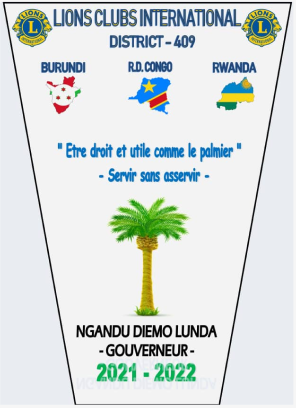 LIONS CLUBS INTERNATIONAL
DISTRICT - 409
BURUNDI R.D. CONGO RWANDA
" Etre droit et utile comme le palmier "
- Servir sans asservir -
NGANDU DIEMO LUNDA
- GOUVERNEUR -
2021 - 2022